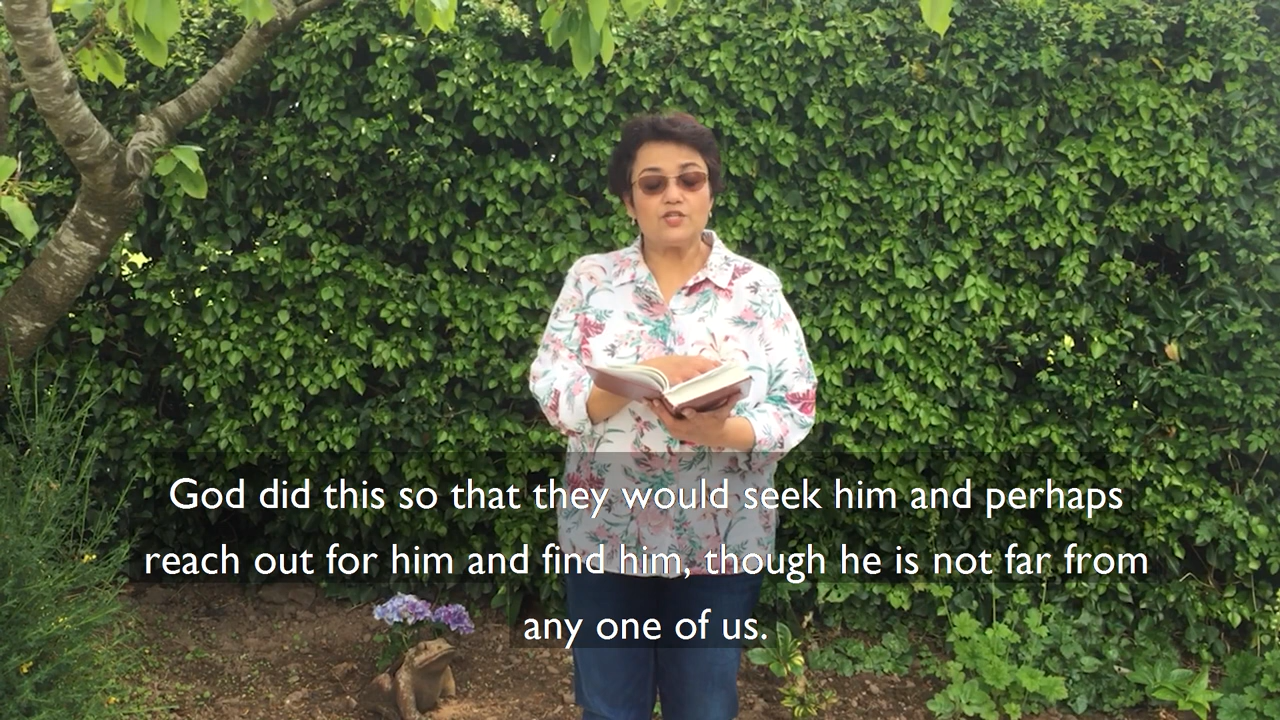 God did this so that they would seek him and perhaps
reach out for him and find him, though he is not far from
any one of us.